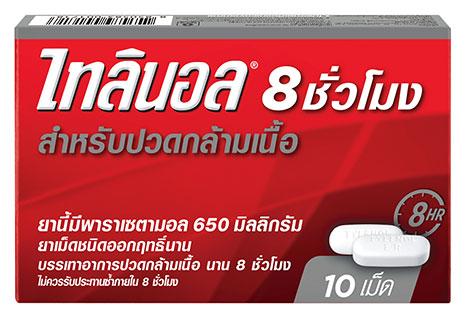 ไทลินอล® 8 ชั่วโมง
สำหรับปวดกล้ามเนื้อ
8HR
ยานี้มีพาราเซตามอล 650 มิลลิกรัม
ยาเม็ดชนิดออกฤทธิ์นาน
บรรเทาอาการปวดกล้ามเนื้อ นาน 8 ชั่วโมง
ไม่ควรรับประทานซ้ำภายใน 8 ชั่วโมง
TYLENOL
ER
10 เม็ด